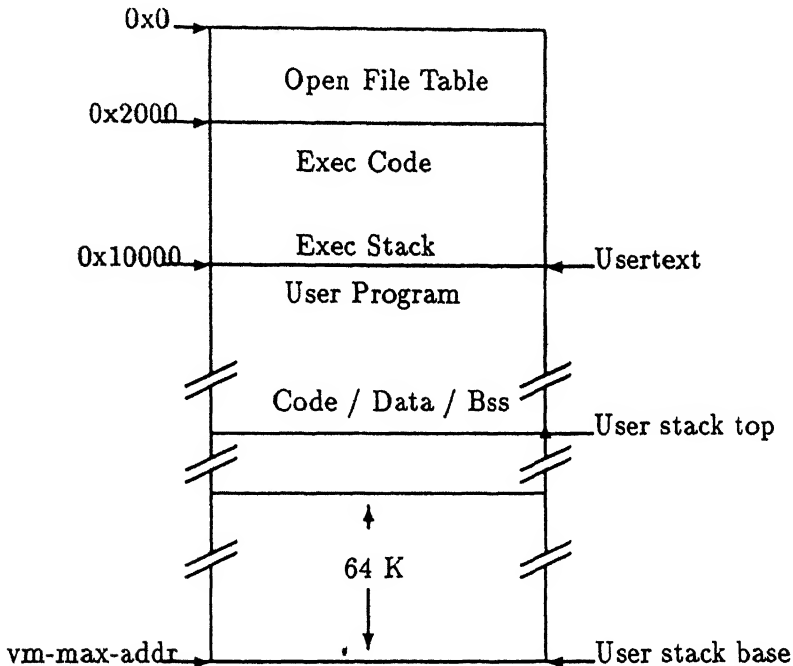 0x0
Open File Table
0x2000
Exec Code
Exec Stack
0x10000
Usertext
User Program
Code / Data / Bss
User stack top
64 K
vm-max-addr
User stack base